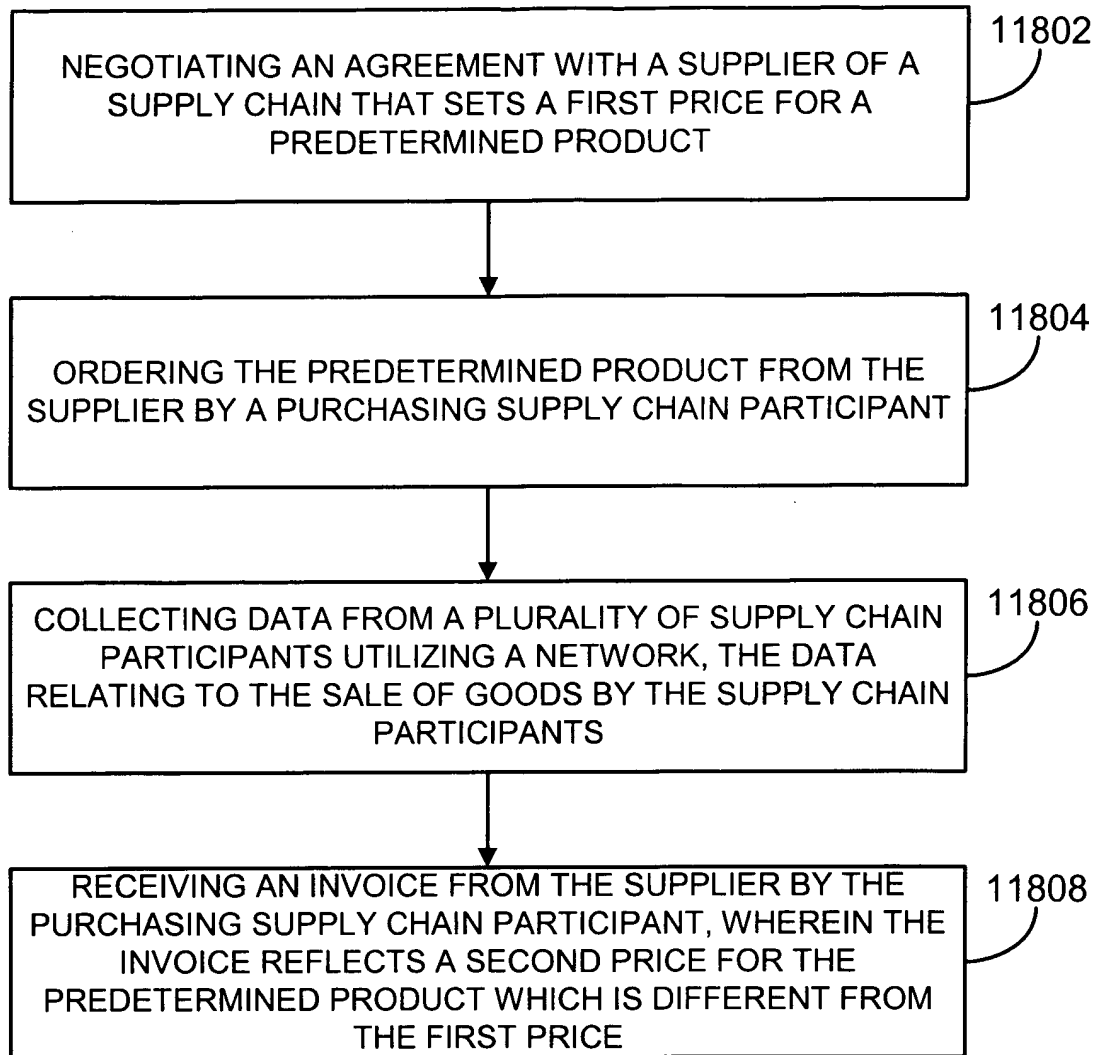 11802
NEGOTIATING AN AGREEMENT WITH A SUPPLIER OF A
SUPPLY CHAIN THAT SETS A FIRST PRICE FOR A
PREDETERMINED PRODUCT
11804
ORDERING THE PREDETERMINED PRODUCT FROM THE
SUPPLIER BY A PURCHASING SUPPLY CHAIN PARTICIPANT
11806
COLLECTING DATA FROM A PLURALITY OF SUPPLY CHAIN
PARTICIPANTS UTILIZING A NETWORK, THE DATA
RELATING TO THE SALE OF GOODS BY THE SUPPLY CHAIN
PARTICIPANTS
11808
RECEIVING AN INVOICE FROM THE SUPPLIER BY THE
PURCHASING SUPPLY CHAIN PARTICIPANT, WHEREIN THE
INVOICE REFLECTS A SECOND PRICE FOR THE
PREDETERMINED PRODUCT WHICH IS DIFFERENT FROM
THE FIRST PRICE